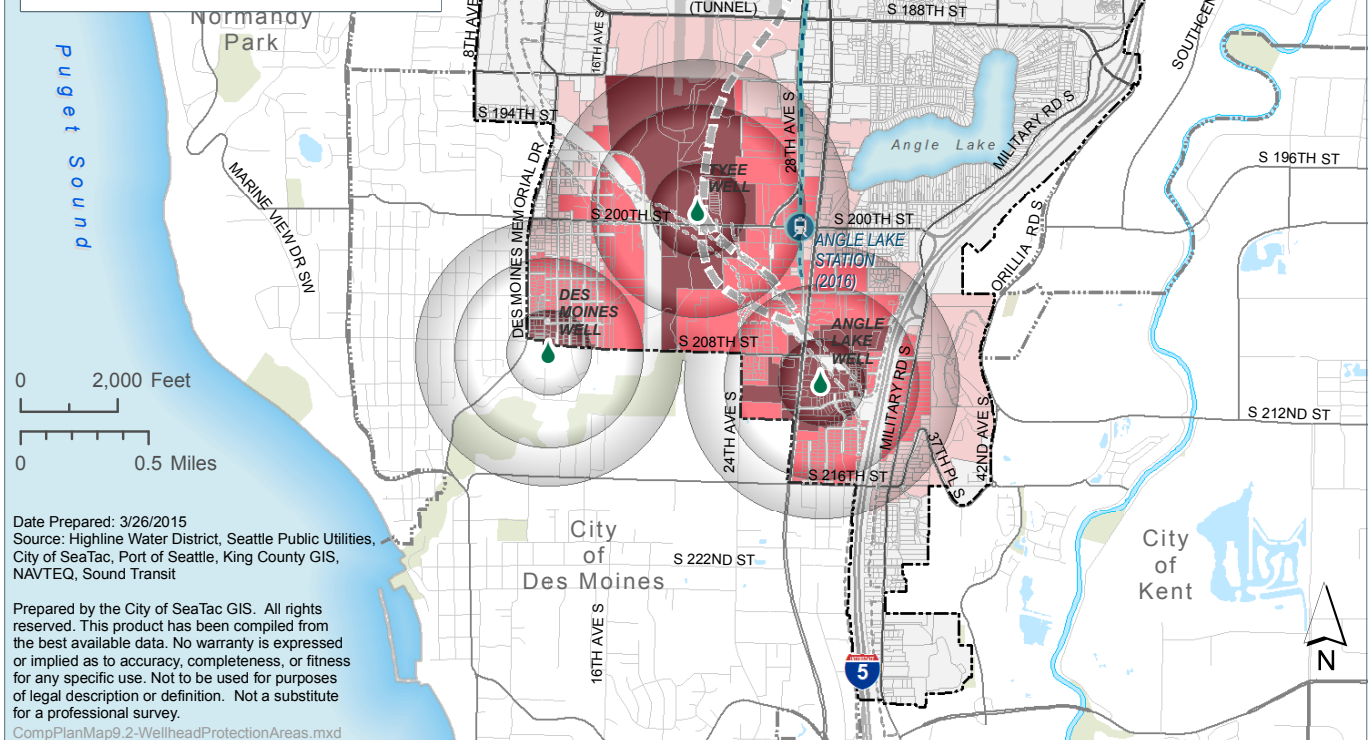 Normandy
Park
Puget Sound
8TH AVE
16TH AVE S
(TUNNEL)
S 188TH ST
SOUTHCEN
S 194TH ST
28TH AVE S
Angle Lake
MILITARY RD S
S 196TH ST
MARINE VIEW DR SW
DES MOINES MEMORIAL DR
TYEE
WELL
S 200TH ST
S 200TH ST
ANGLE LAKE
STATION
(2016)
ORILLIA RD S
DES
MOINES
WELL
ANGLE
LAKE
WELL
S 208TH ST
MILITARY RD S
0 2,000 Feet
0 0.5 Miles
24TH AVE S
37TH PL S
42ND AVE S
S 212ND ST
S 216TH ST
Date Prepared: 3/26/2015
Source: Highline Water District, Seattle Public Utilities,
City of SeaTac, Port of Seattle, King County GIS,
NAVTEQ, Sound Transit
City
of
Des Moines
S 222ND ST
City
of
Kent
16TH AVE S
Prepared by the City of SeaTac GIS. All rights
reserved. This product has been compiled from
the best available data. No warranty is expressed
or implied as to accuracy, completeness, or fitness
for any specific use. Not to be used for purposes
of legal description or definition. Not a substitute
for a professional survey.
CompPlanMap9.2-WellheadProtectionAreas.mxd
5
N